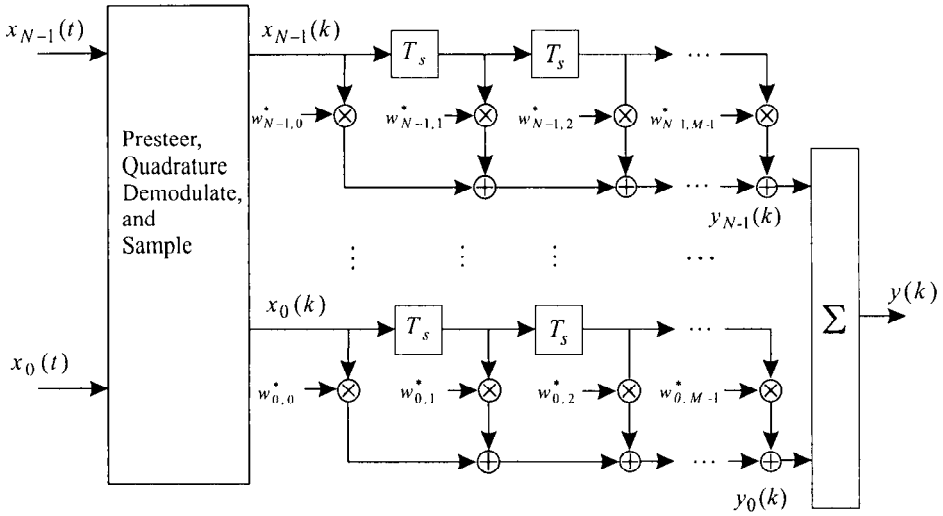 x_{N−1}(t)
x_{N−1}(k)
T_s
T_s
...
w*_{N−1,0}
w*_{N−1,1}
w*_{N−1,2}
w*_{N−1,M−1}
Presteer,
Quadrature
Demodulate,
and
Sample
...
y_{N−1}(k)
x_0(k)
y(k)
Σ
T_s
T_s
...
x_0(t)
w*_{0,0}
w*_{0,1}
w*_{0,2}
w*_{0,M−1}
...
y_0(k)